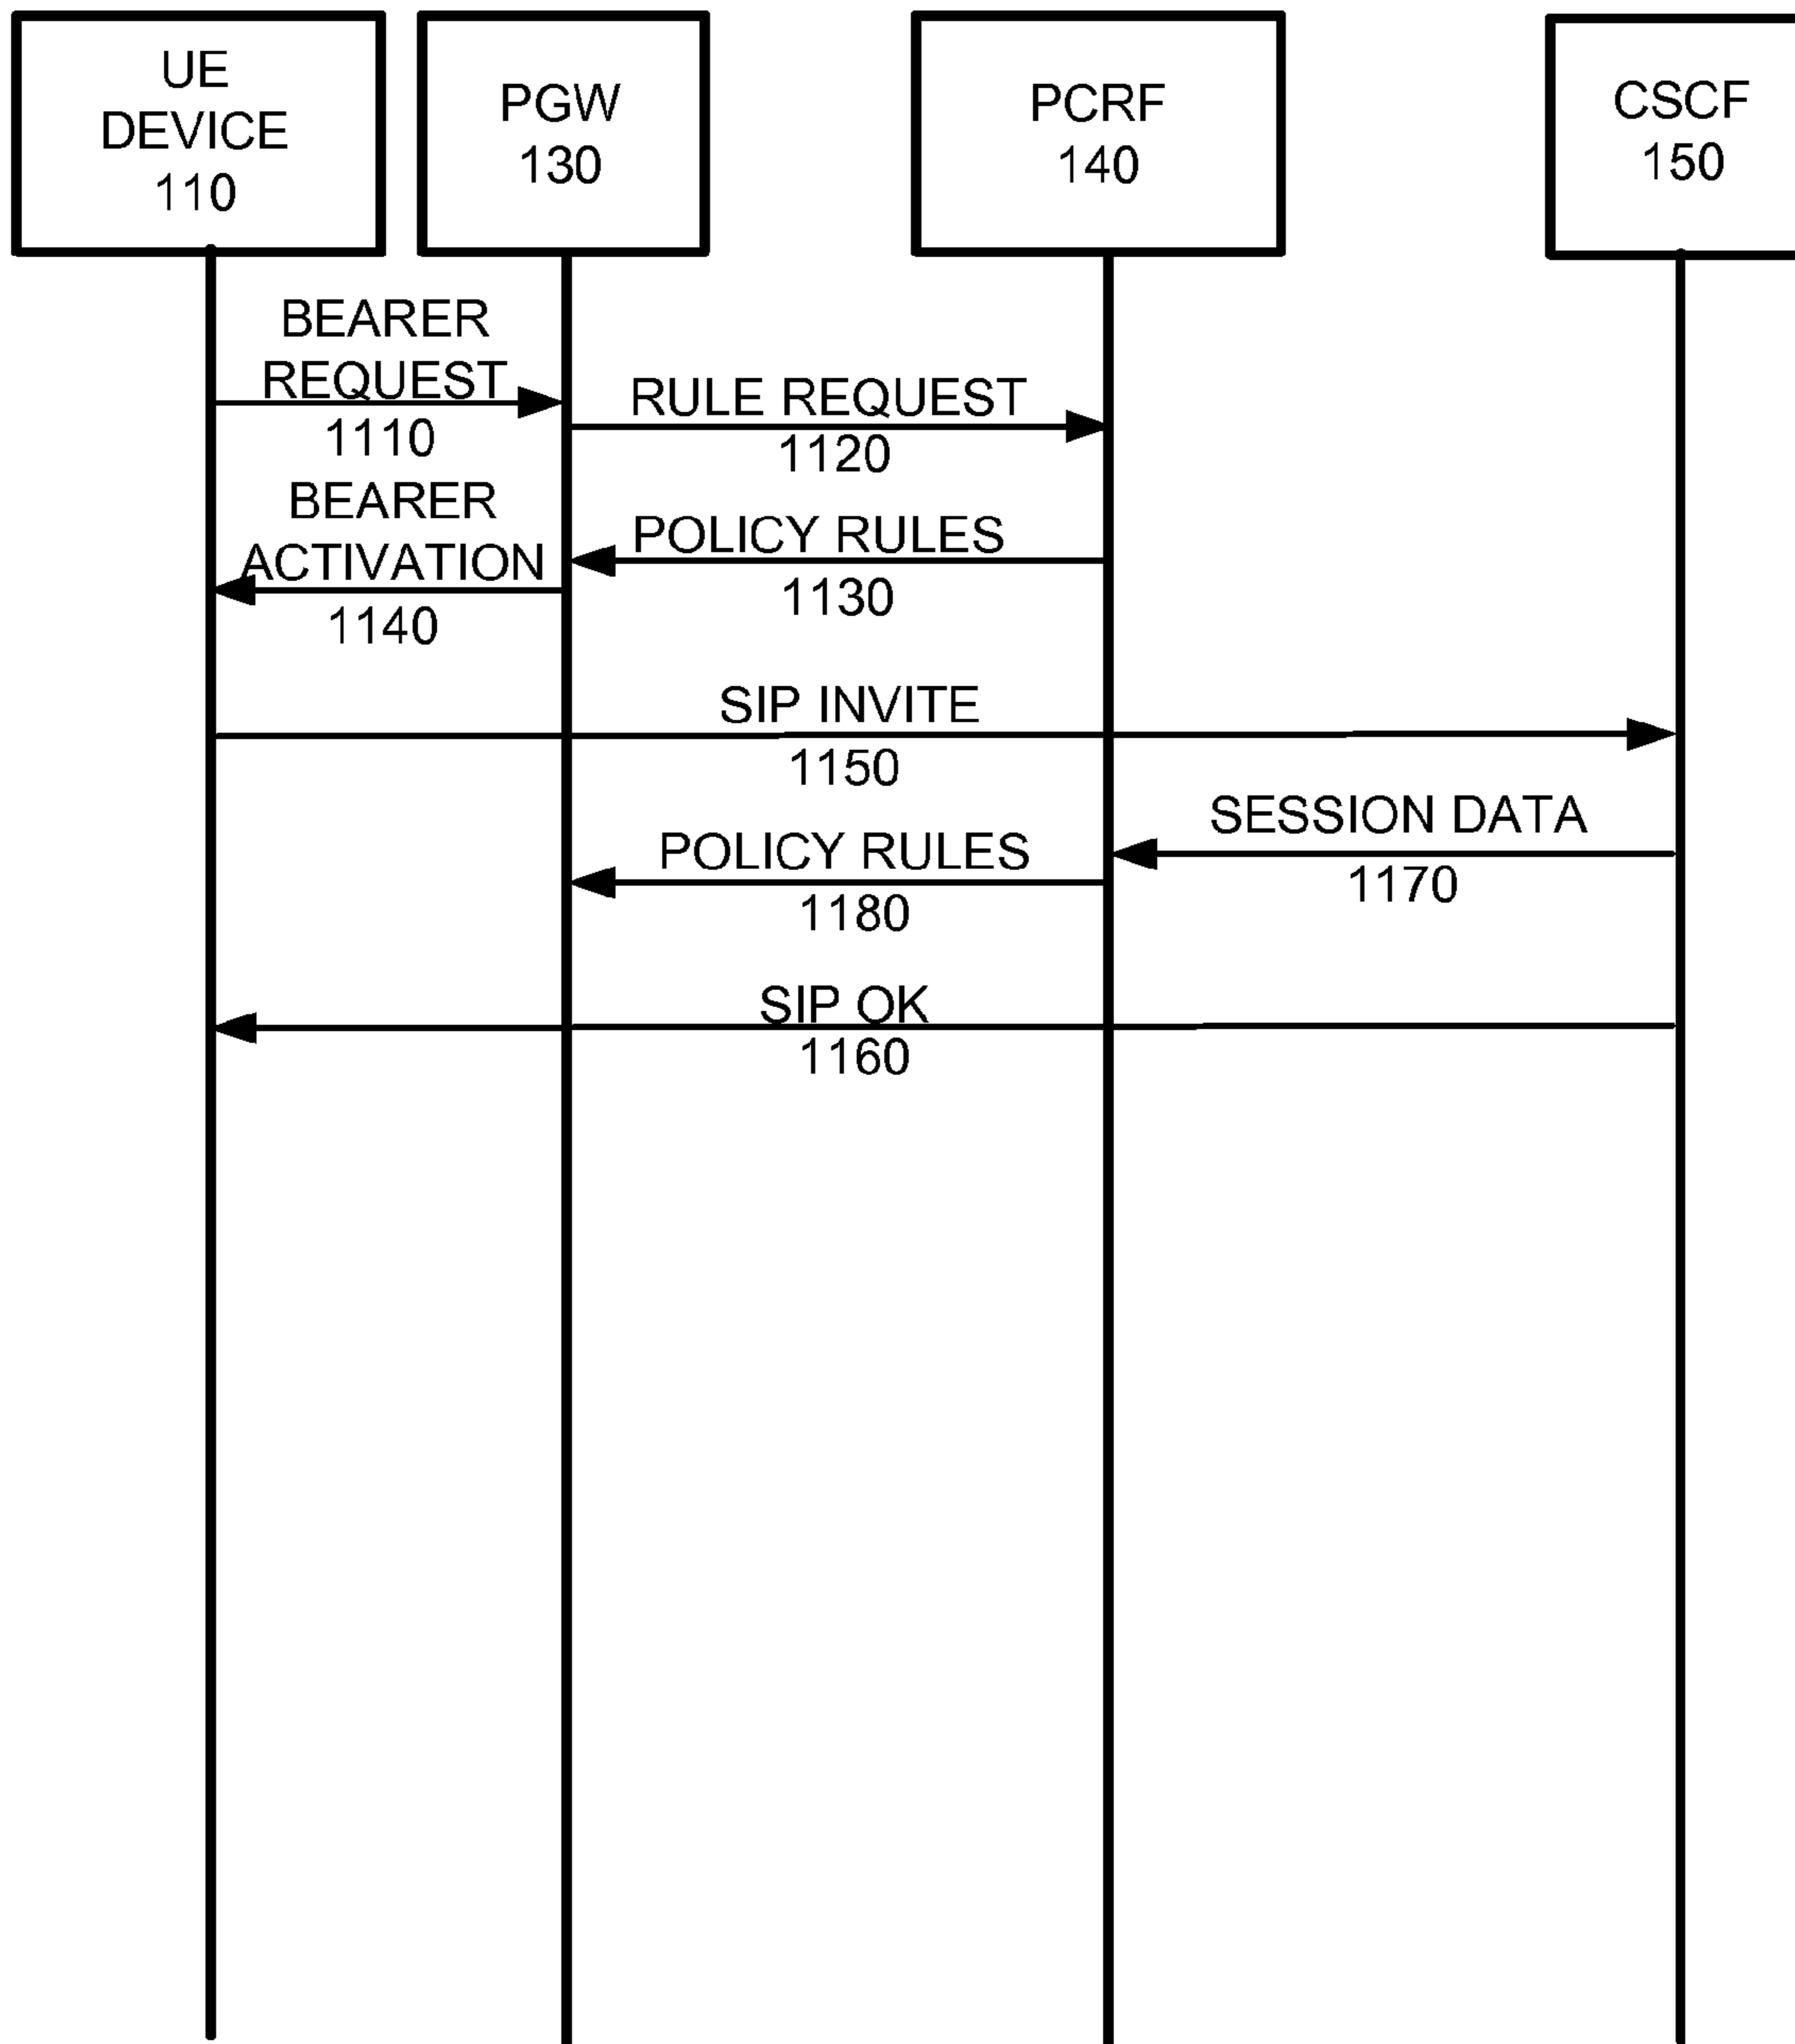 UE
DEVICE
110
PGW
130
PCRF
140
CSCF
150
BEARER
REQUEST
1110
RULE REQUEST
1120
POLICY RULES
1130
BEARER
ACTIVATION
1140
SIP INVITE
1150
SESSION DATA
1170
POLICY RULES
1180
SIP OK
1160